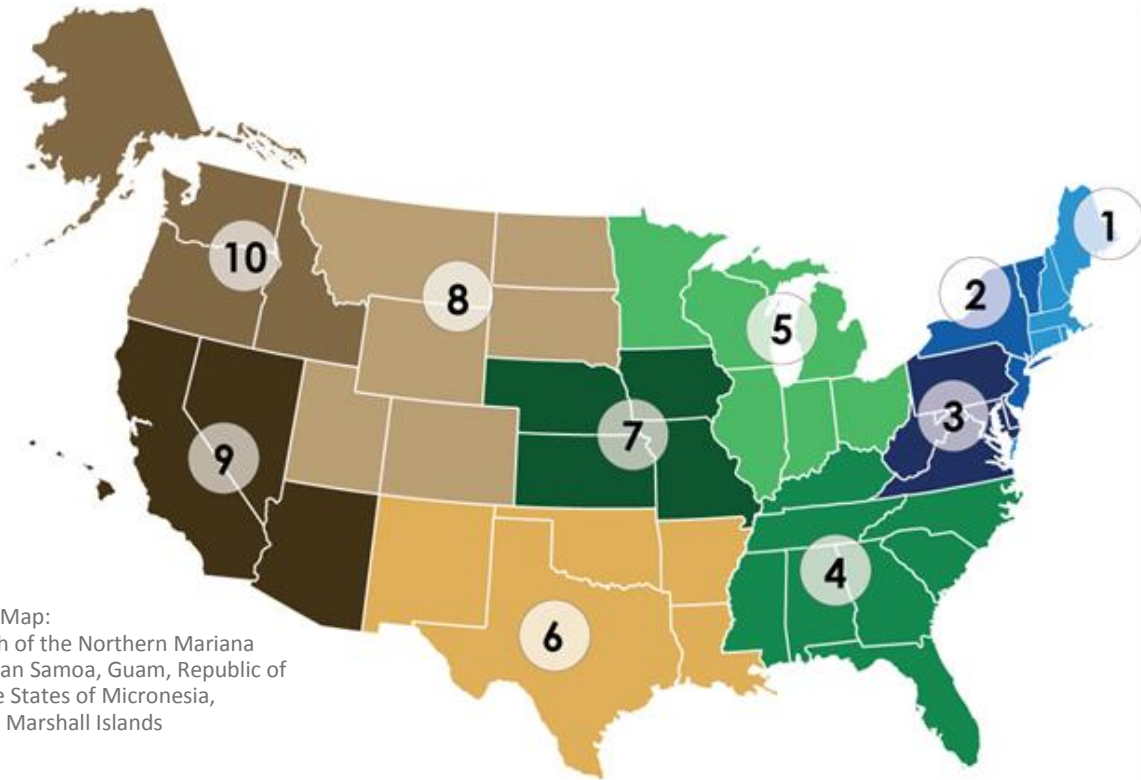 1
2
3
4
5
6
7
8
9
10
Map:
of the Northern Mariana
Samoa, Guam, Republic of
States of Micronesia,
Marshall Islands